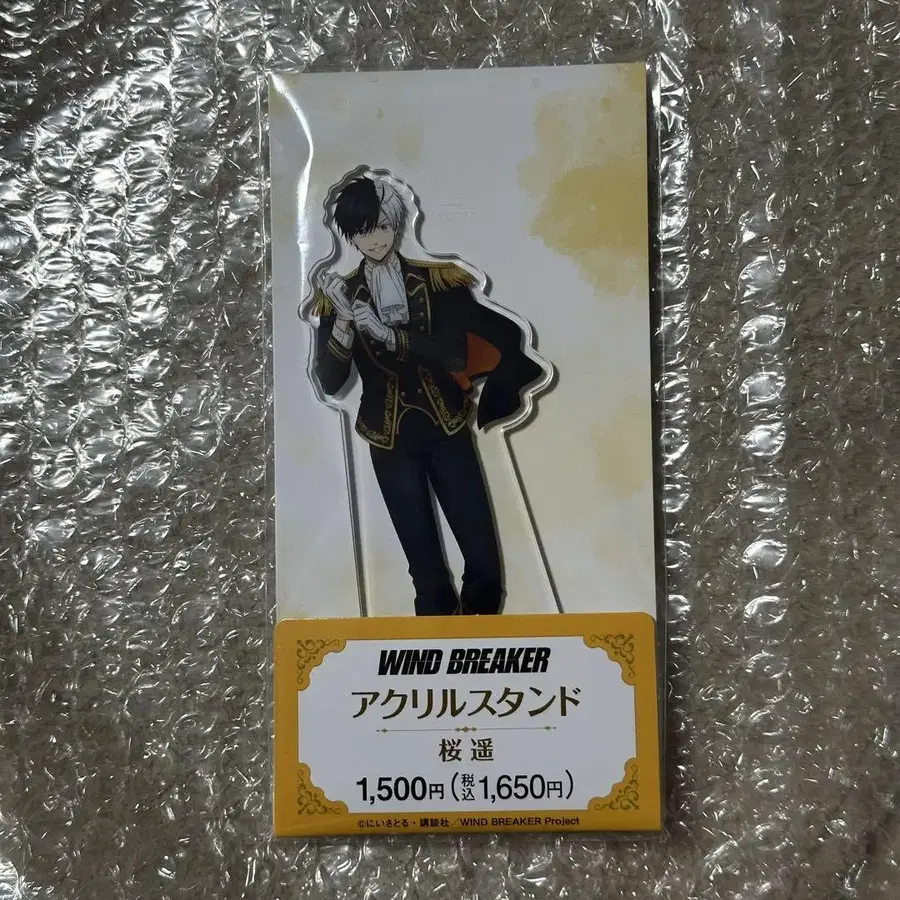 WIND BREAKER
アクリルスタンド
桜 遥
1,500円(税込1,650円)
©にいさとる・講談社/WIND BREAKER Project